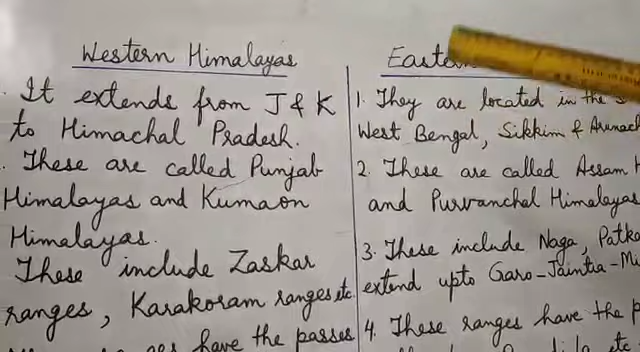 Western Himalayas
It extends from J & K
to Himachal Pradesh.
These are called Punjab
Himalayas and Kumaon
Himalayas.
These include Zaskar
ranges, Karakoram ranges etc.
have the passes
Easte
1. They are located in the
West Bengal, Sikkim & Arunach
2. These are called Assam H
and Purvanchal Himalayas
3. These include Naga, Patko
extend upto Garo-Jaintia-Mi
4. These ranges have the p
etc